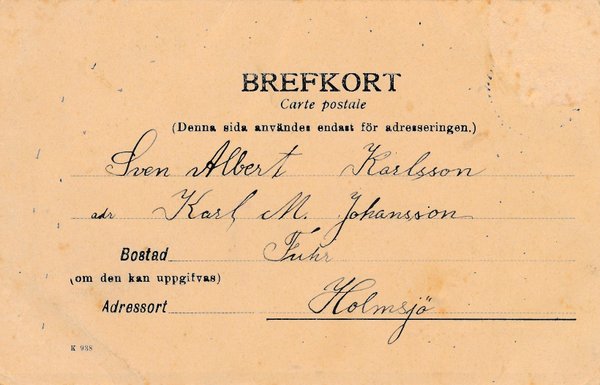 BREFKORT
Carte postale
(Denna sida användes endast för adresseringen.)
Sven Albert Karlsson
adr Karl M. Johansson
Bostad Fuhr
(om den kan uppgifvas)
Adressort Holmsjö
K 938